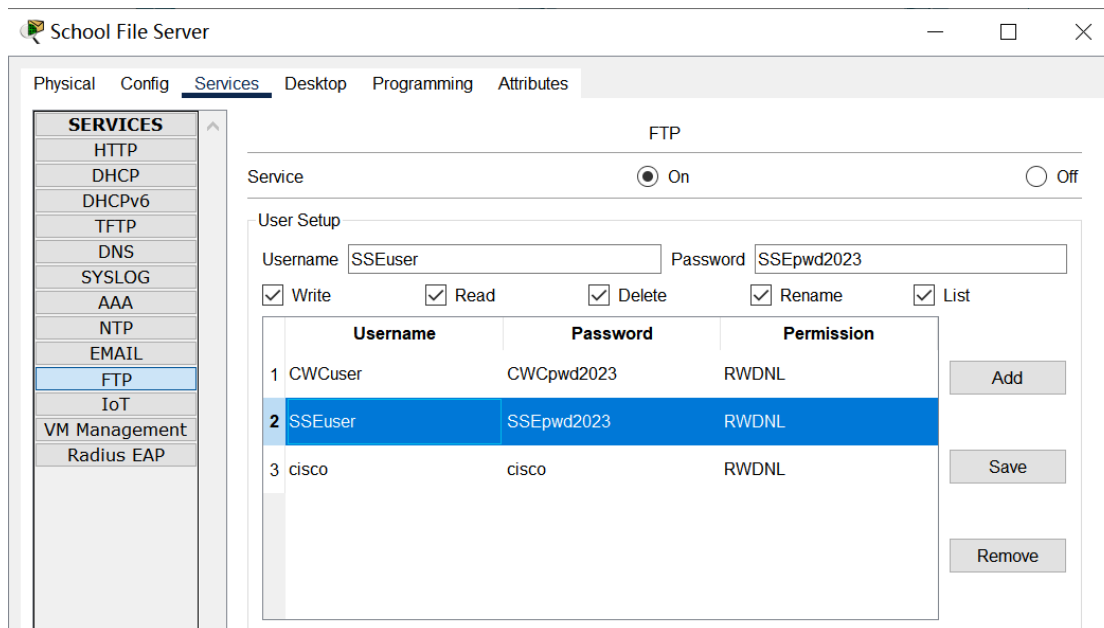 School File Server
Physical Config Services Desktop Programming Attributes
SERVICES
HTTP
DHCP
DHCPv6
TFTP
DNS
SYSLOG
AAA
NTP
EMAIL
FTP
IoT
VM Management
Radius EAP
FTP
Service On Off
User Setup
Username SSEuser Password SSEpwd2023
Write Read Delete Rename List
Username Password Permission
1 CWCuser CWCpwd2023 RWDNL
2 SSEuser SSEpwd2023 RWDNL
3 cisco cisco RWDNL
Add
Save
Remove